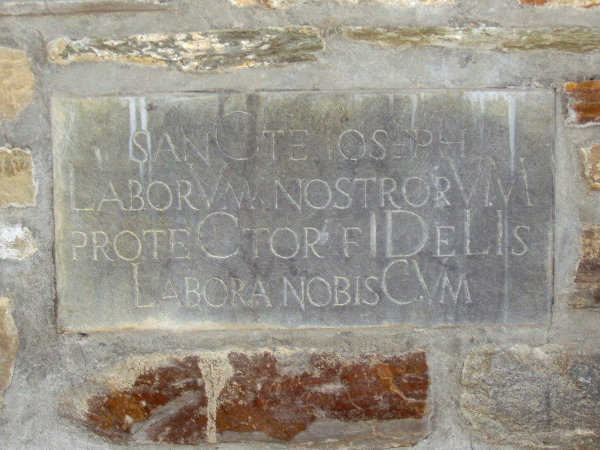 SANCTE IOSEPH
LABORVM NOSTRORVM
PROTECTOR FIDELIS
LABORA NOBISCVM